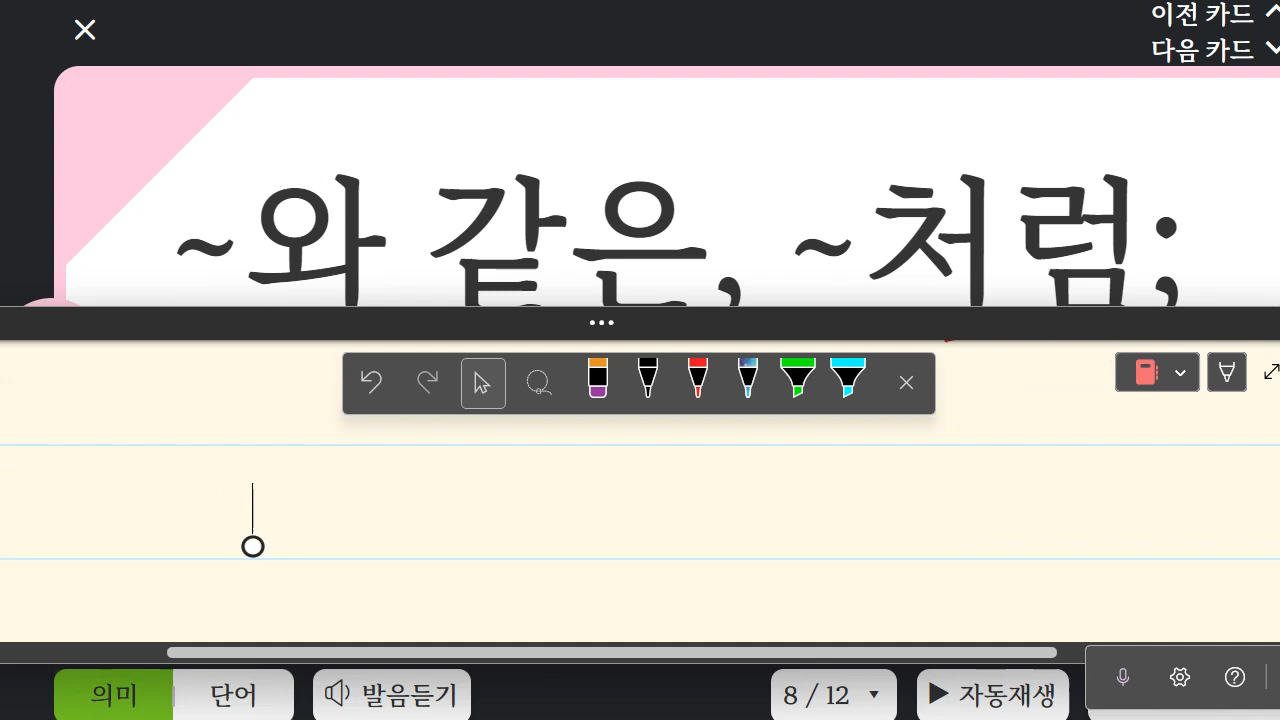 이전 카드
다음 카드
~와 같은, ~처럼;
의미
단어
발음듣기
8 / 12
자동재생